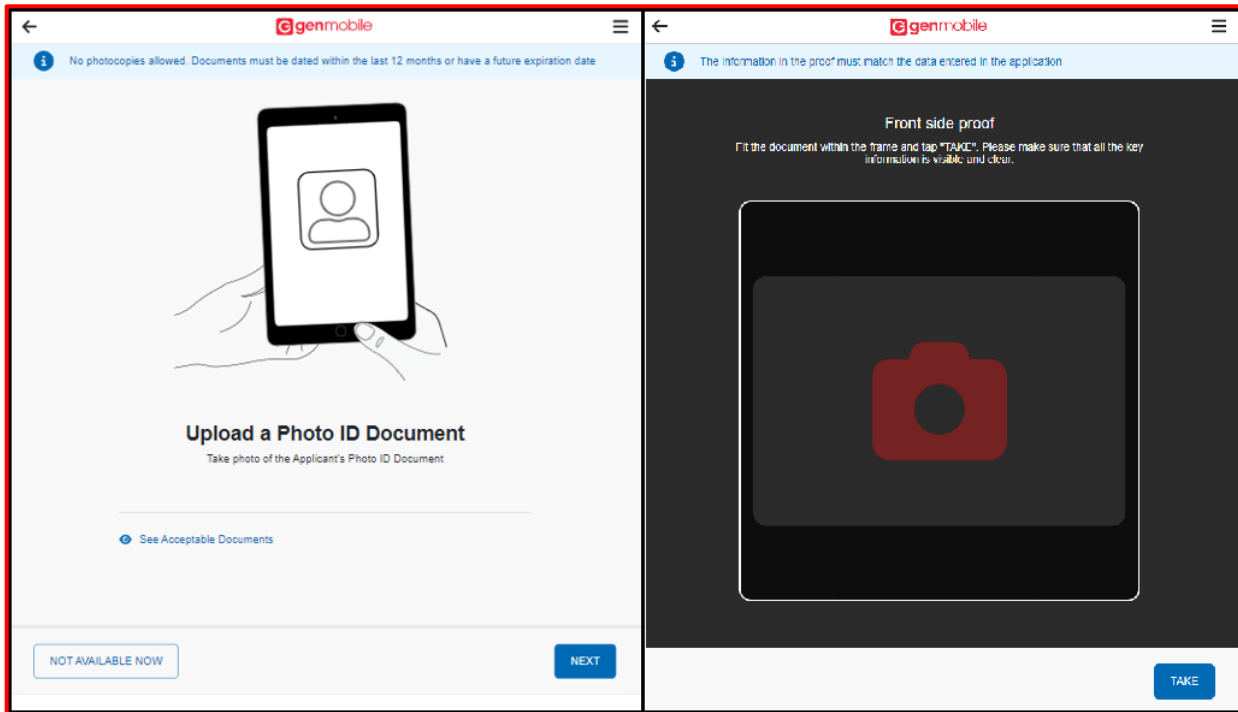 genmobile
No photocopies allowed. Documents must be dated within the last 12 months or have a future expiration date
Upload a Photo ID Document
Take photo of the Applicant's Photo ID Document
See Acceptable Documents
NOT AVAILABLE NOW
NEXT
genmobile
The information in the proof must match the data entered in the application
Front side proof
Fit the document within the frame and tap "TAKE". Please make sure that all the key
information is visible and clear.
TAKE